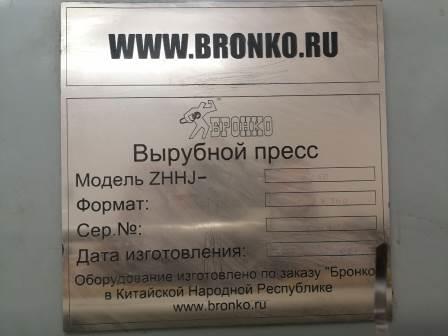 WWW.BRONKO.RU
БРОНКО
Вырубной пресс
Модель ZHHJ-
Формат:
Сер.№:
Дата изготовления:
Оборудование изготовлено по заказу "Бронко
в Китайской Народной Республике
www.bronko.ru